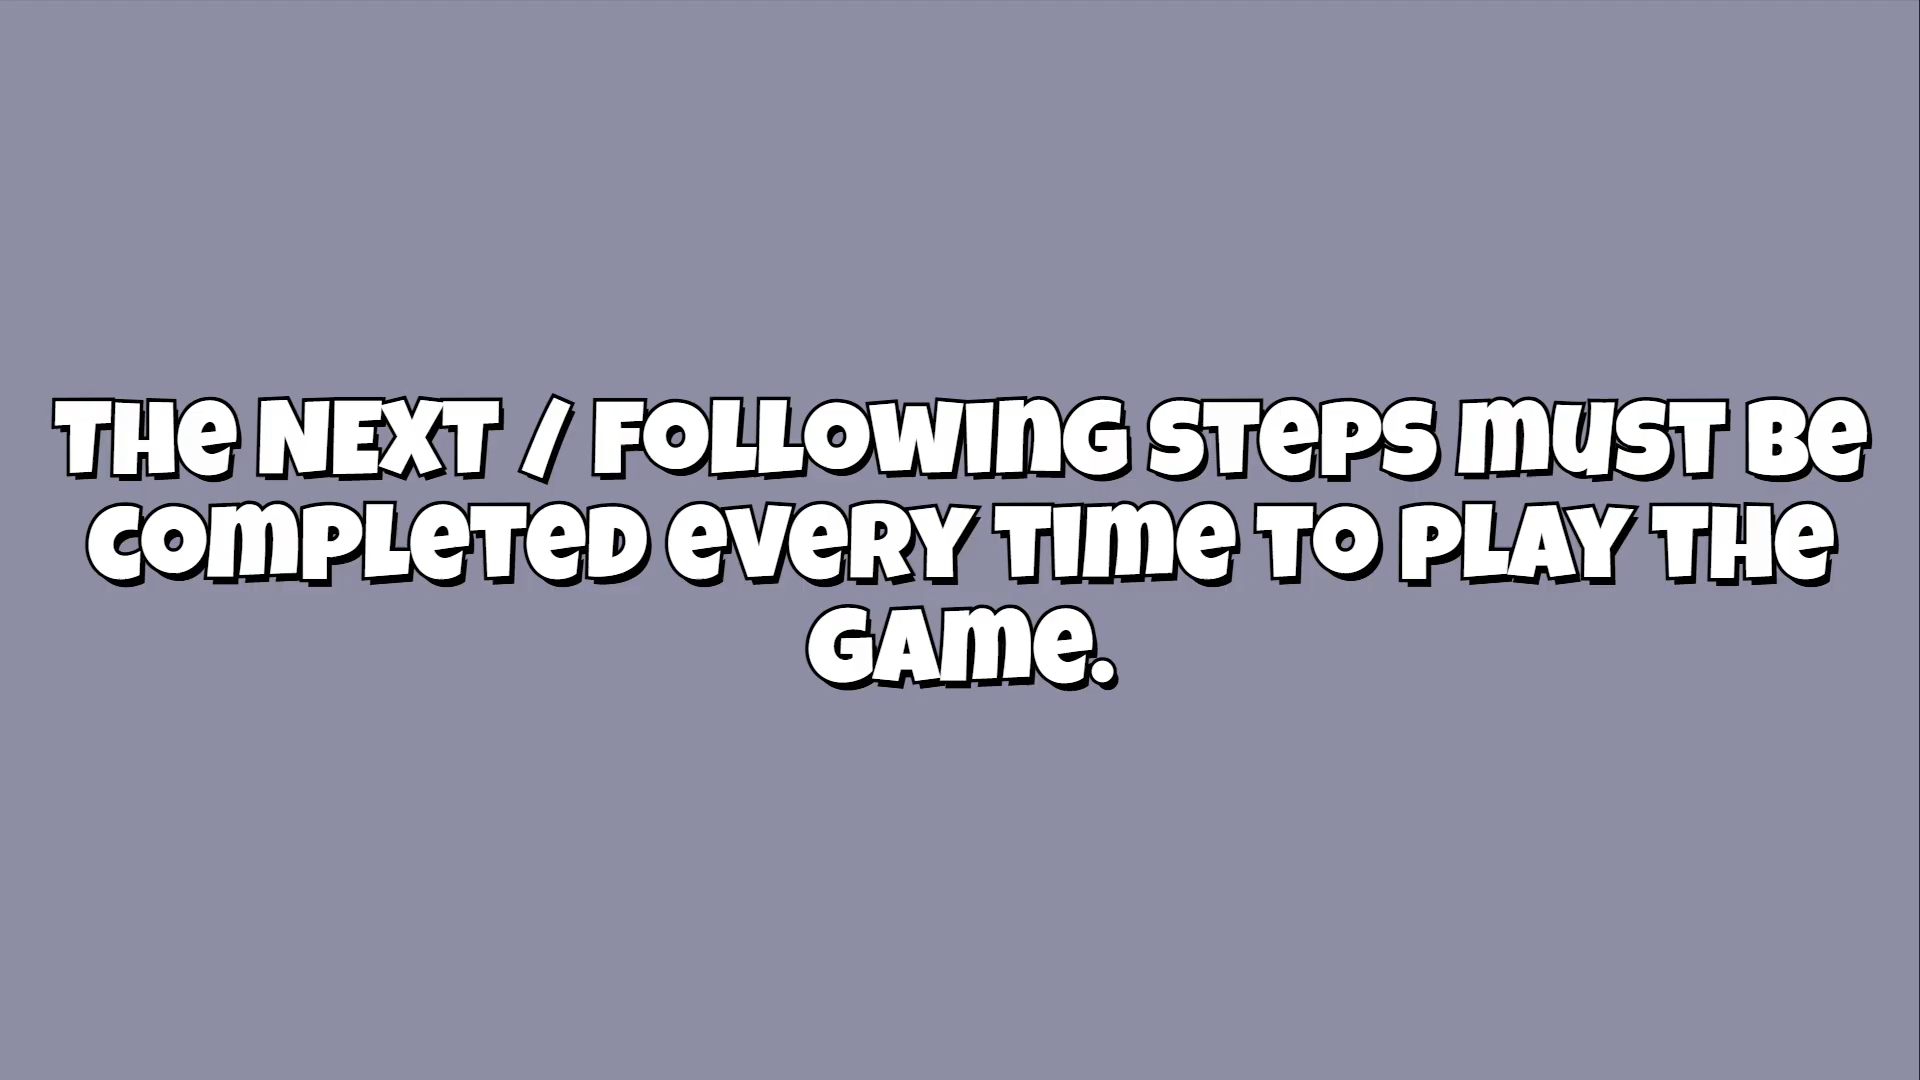 THE NEXT / FOLLOWING STEPS MUST BE
COMPLETED EVERY TIME TO PLAY THE
GAME.